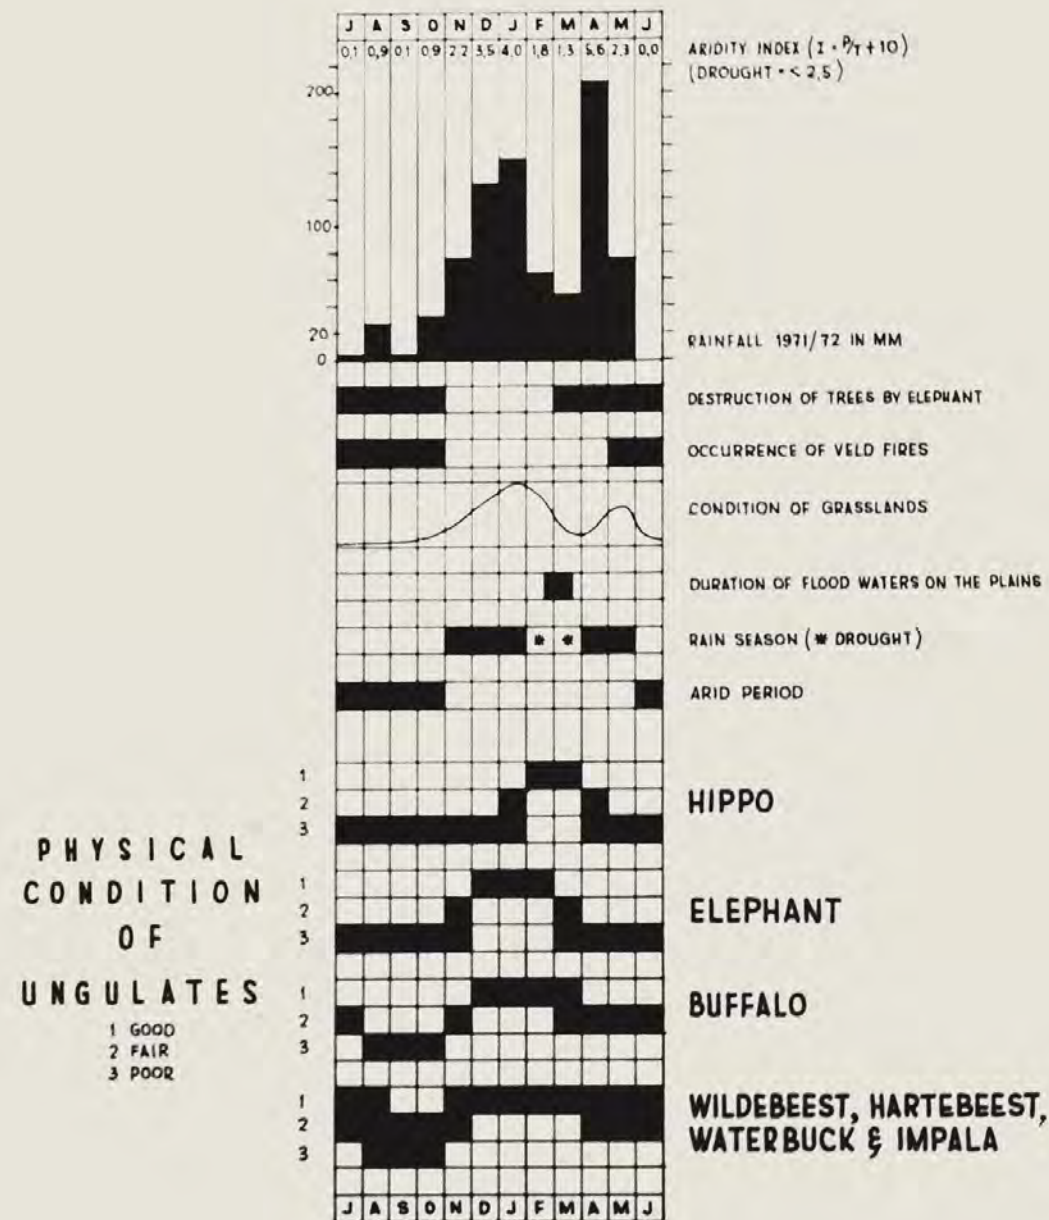 J A S O N D J F M A M J
0,1 0,9 0,1 0,9 2,2 3,5 4,0 1,8 1,3 5,6 2,3 0,0
ARIDITY INDEX (I = P/T + 10)
(DROUGHT = < 2,5)
200
100
20
0
RAINFALL 1971/72 IN MM
DESTRUCTION OF TREES BY ELEPHANT
OCCURRENCE OF VELD FIRES
CONDITION OF GRASSLANDS
DURATION OF FLOOD WATERS ON THE PLAINS
* *
RAIN SEASON (* DROUGHT)
ARID PERIOD
PHYSICAL
CONDITION
OF
UNGULATES
1 GOOD
2 FAIR
3 POOR
1
2
3
HIPPO
1
2
3
ELEPHANT
1
2
3
BUFFALO
1
2
3
WILDEBEEST, HARTEBEEST,
WATERBUCK & IMPALA
J A S O N D J F M A M J